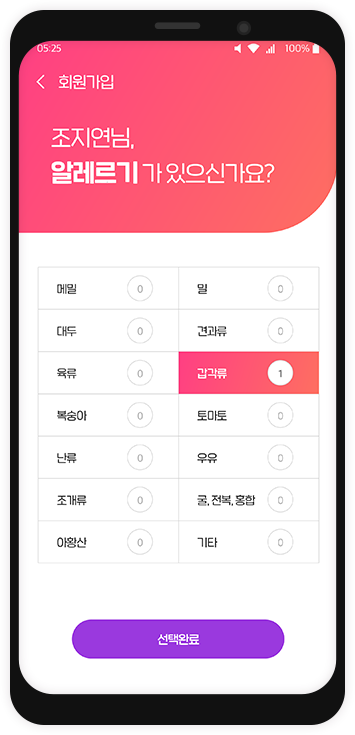 05:25 100%
회원가입
조지연님,
알레르기 가 있으신가요?
메밀 0 밀 0
대두 0 견과류 0
육류 0 갑각류 1
복숭아 0 토마토 0
난류 0 우유 0
조개류 0 굴, 전복, 홍합 0
아황산 0 기타 0
선택완료